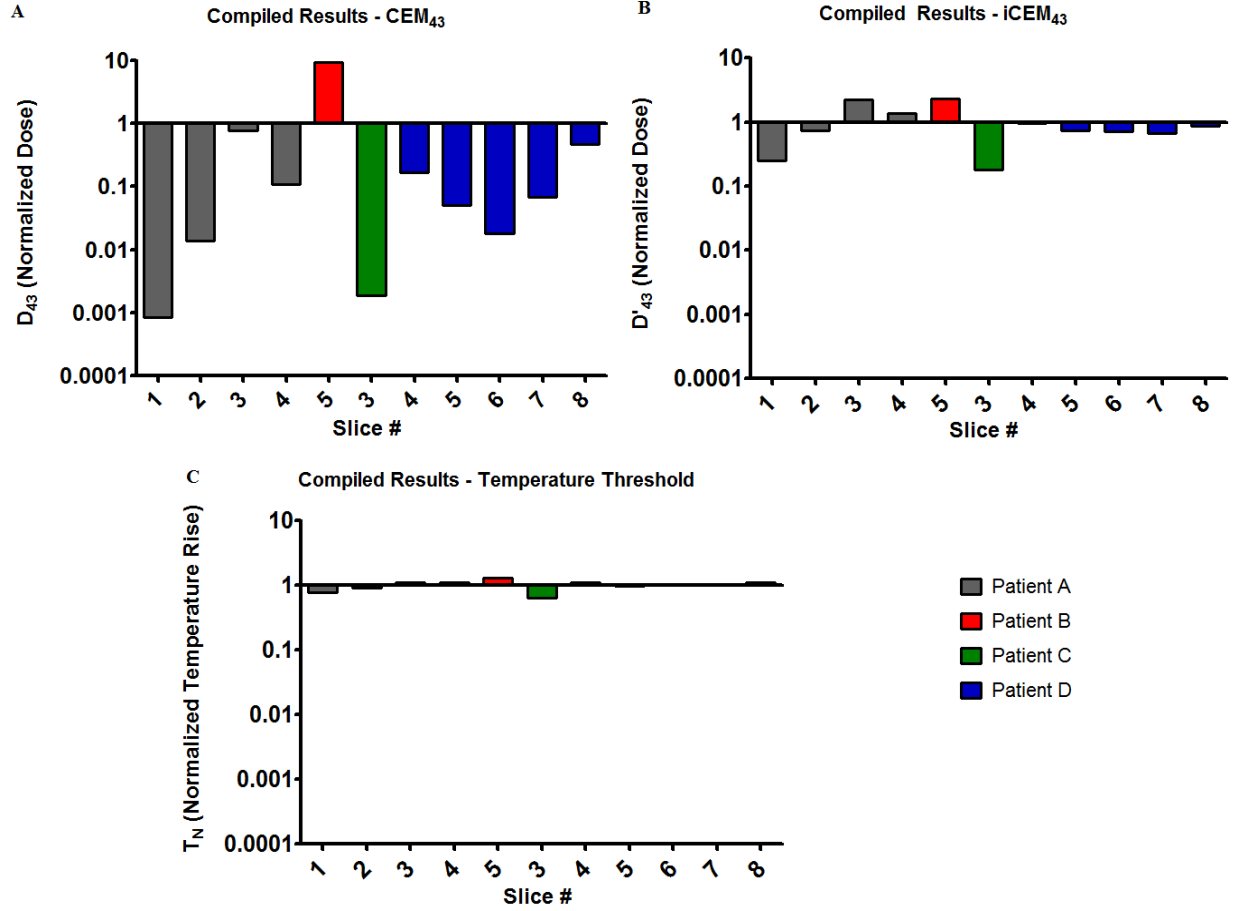 A
Compiled Results - CEM43
D43 (Normalized Dose)
10
1
0.1
0.01
0.001
0.0001
1 2 3 4 5 3 4 5 6 7 8
Slice #
B
Compiled Results - iCEM43
D'43 (Normalized Dose)
10
1
0.1
0.01
0.001
0.0001
1 2 3 4 5 3 4 5 6 7 8
Slice #
C
Compiled Results - Temperature Threshold
TN (Normalized Temperature Rise)
10
1
0.1
0.01
0.001
0.0001
1 2 3 4 5 3 4 5 6 7 8
Slice #
Patient A
Patient B
Patient C
Patient D